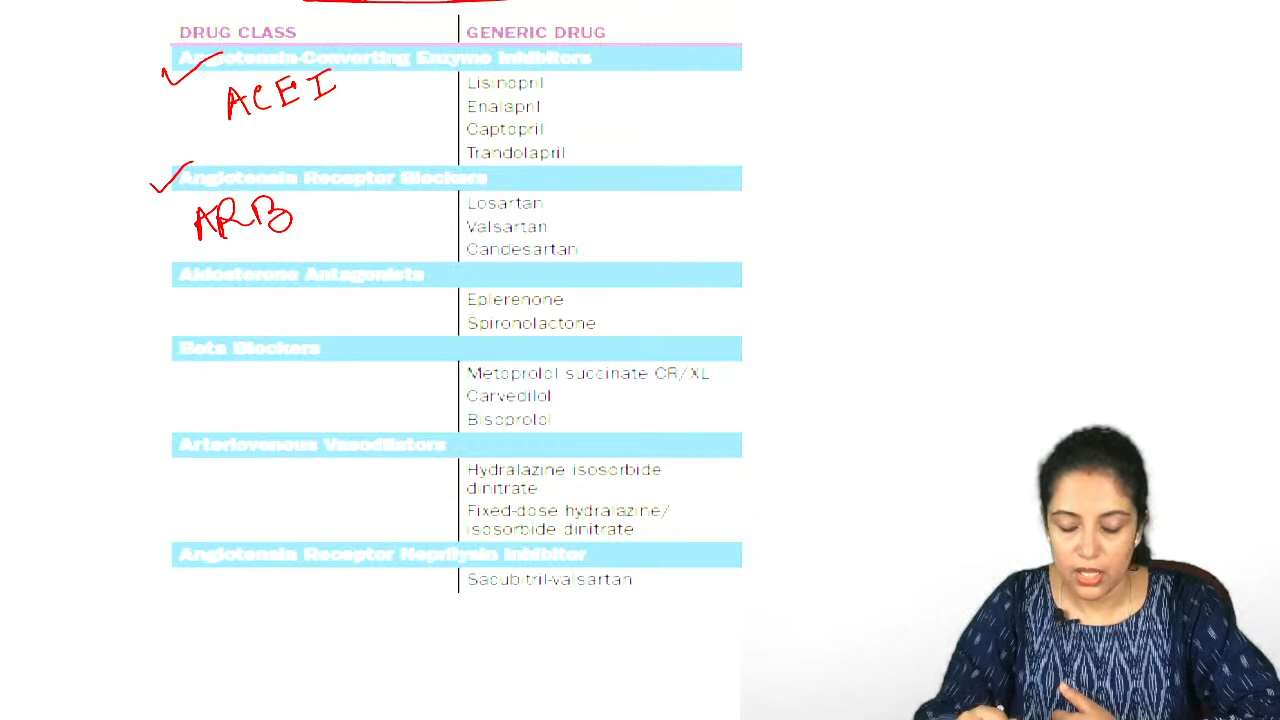 DRUG CLASS GENERIC DRUG
Angiotensin-Converting Enzyme Inhibitors
ACEI
Lisinopril
Enalapril
Captopril
Trandolapril
Angiotensin Receptor Blockers
ARB
Losartan
Valsartan
Candesartan
Aldosterone Antagonists
Eplerenone
Spironolactone
Beta Blockers
Metoprolol succinate CR/XL
Carvedilol
Bisoprolol
Arteriovenous Vasodilators
Hydralazine isosorbide
dinitrate
Fixed-dose hydralazine/
isosorbide dinitrate
Angiotensin Receptor Neprilysin Inhibitor
Sacubitril-valsartan